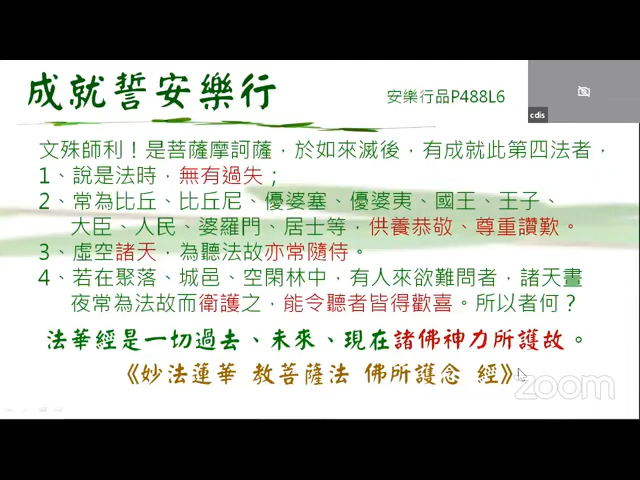 成就誓安樂行
安樂行品P488L6
cdis
文殊師利！是菩薩摩訶薩，於如來滅後，有成就此第四法者，
1、說是法時，無有過失；
2、常為比丘、比丘尼、優婆塞、優婆夷、國王、王子、
大臣、人民、婆羅門、居士等，供養恭敬、尊重讚歎。
3、虛空諸天，為聽法故亦常隨侍。
4、若在聚落、城邑、空閑林中，有人來欲難問者，諸天晝
夜常為法故而衛護之，能令聽者皆得歡喜。所以者何？
法華經是一切過去、未來、現在諸佛神力所護故。
《妙法蓮華 教菩薩法 佛所護念 經》
zoom